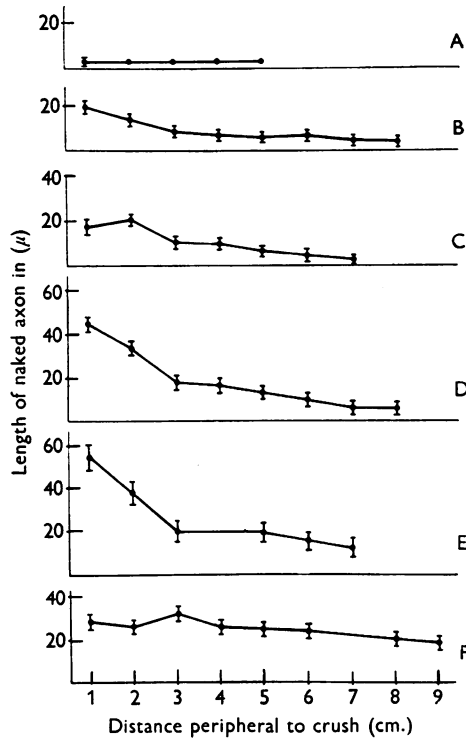 20
A
20
B
40
20
C
60
40
20
D
60
40
20
E
40
20
F
1 2 3 4 5 6 7 8 9
Distance peripheral to crush (cm.)
Length of naked axon in (μ)